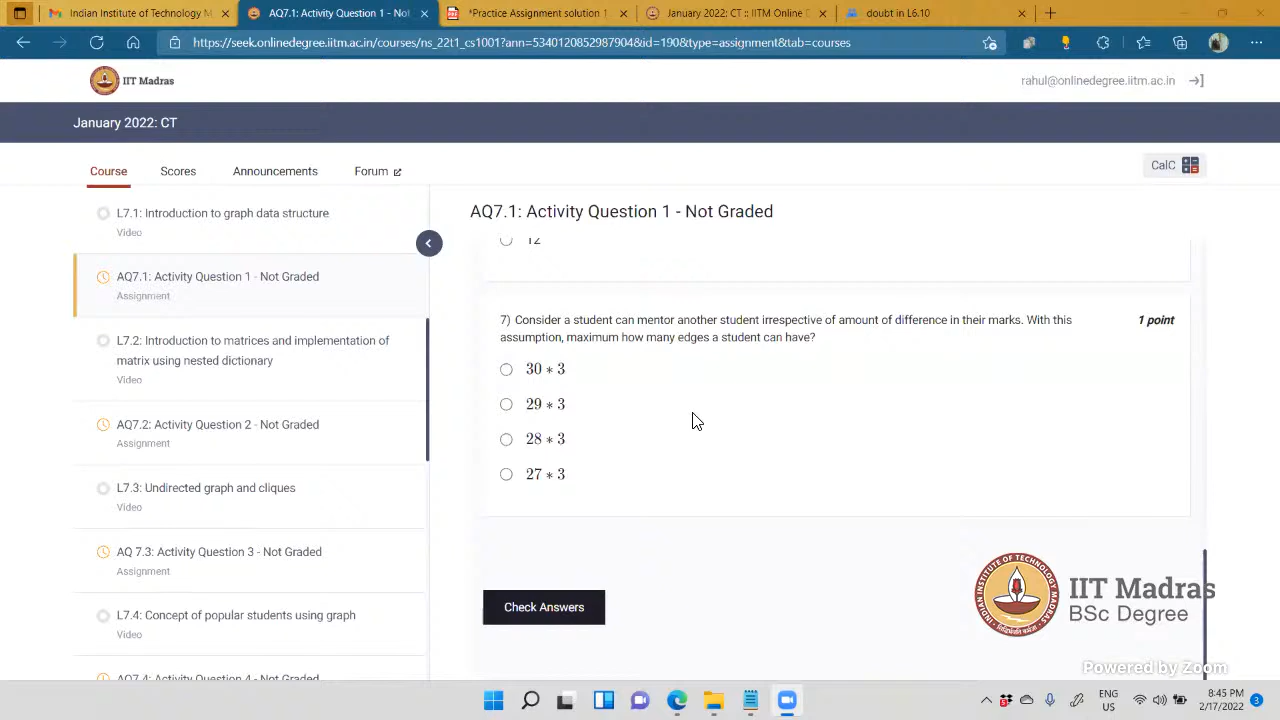 Indian Institute of Technology M
AQ7.1: Activity Question 1 - Not
*Practice Assignment solution 1
January 2022: CT :: IITM Online D
doubt in L6.10
https://seek.onlinedegree.iitm.ac.in/courses/ns_22t1_cs1001?ann=5340120852987904&id=190&type=assignment&tab=courses
IIT Madras
rahul@onlinedegree.iitm.ac.in
January 2022: CT
Course
Scores
Announcements
Forum
CalC
L7.1: Introduction to graph data structure
Video
AQ7.1: Activity Question 1 - Not Graded
Assignment
L7.2: Introduction to matrices and implementation of
matrix using nested dictionary
Video
AQ7.2: Activity Question 2 - Not Graded
Assignment
L7.3: Undirected graph and cliques
Video
AQ 7.3: Activity Question 3 - Not Graded
Assignment
L7.4: Concept of popular students using graph
Video
AQ7.4: Activity Question 4 - Not Graded
AQ7.1: Activity Question 1 - Not Graded
12
7) Consider a student can mentor another student irrespective of amount of difference in their marks. With this
assumption, maximum how many edges a student can have?
1 point
30 ∗ 3
29 ∗ 3
28 ∗ 3
27 ∗ 3
Check Answers
IIT Madras
BSc Degree
Powered by Zoom
ENG
US
8:45 PM
2/17/2022
3